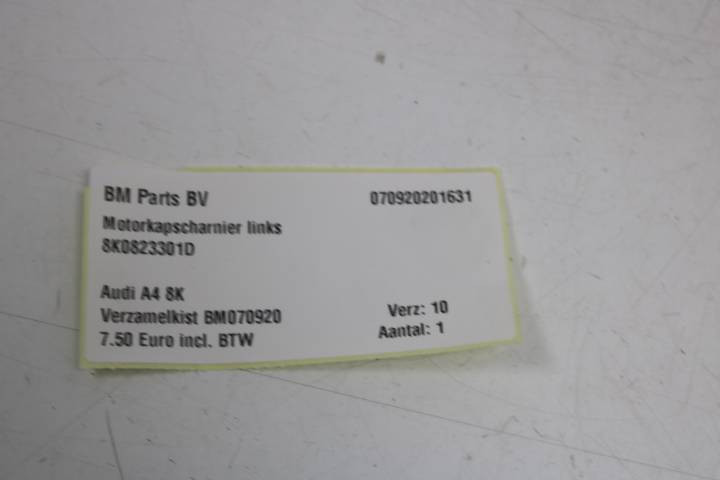 BM Parts BV 070920201631
Motorkapscharnier links
8K0823301D
Audi A4 8K
Verzamelkist BM070920 Verz: 10
7.50 Euro incl. BTW Aantal: 1